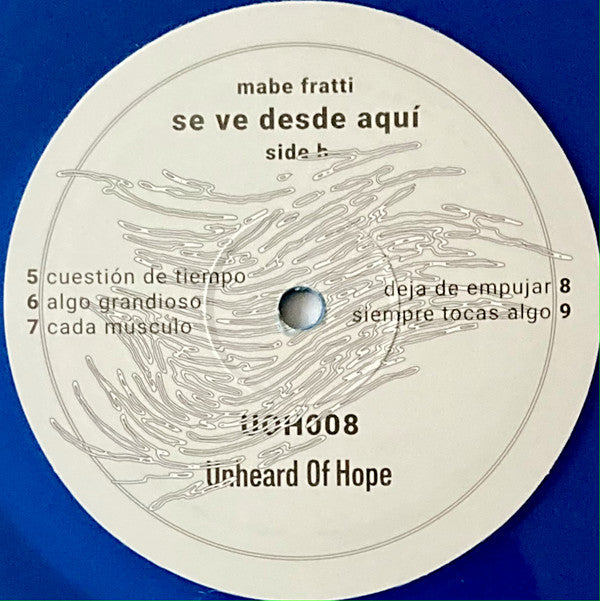 mabe fratti
se ve desde aquí
side b
5 cuestión de tiempo
6 algo grandioso
7 cada músculo
deja de empujar 8
siempre tocas algo 9
UOH008
Unheard Of Hope